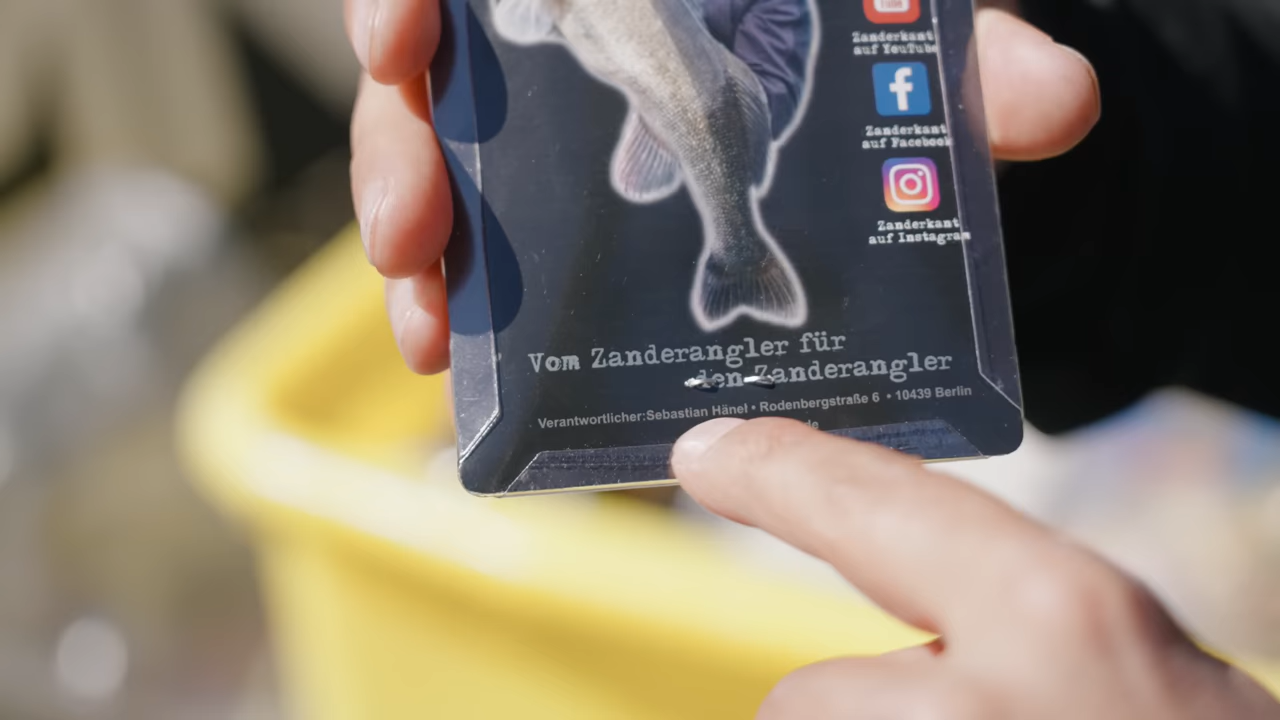 Zanderkant
auf YouTube
Zanderkant
auf Facebook
Zanderkant
auf Instagram
Vom Zanderangler für
den Zanderangler
Verantwortlicher:Sebastian Hänel • Rodenbergstraße 6 • 10439 Berlin